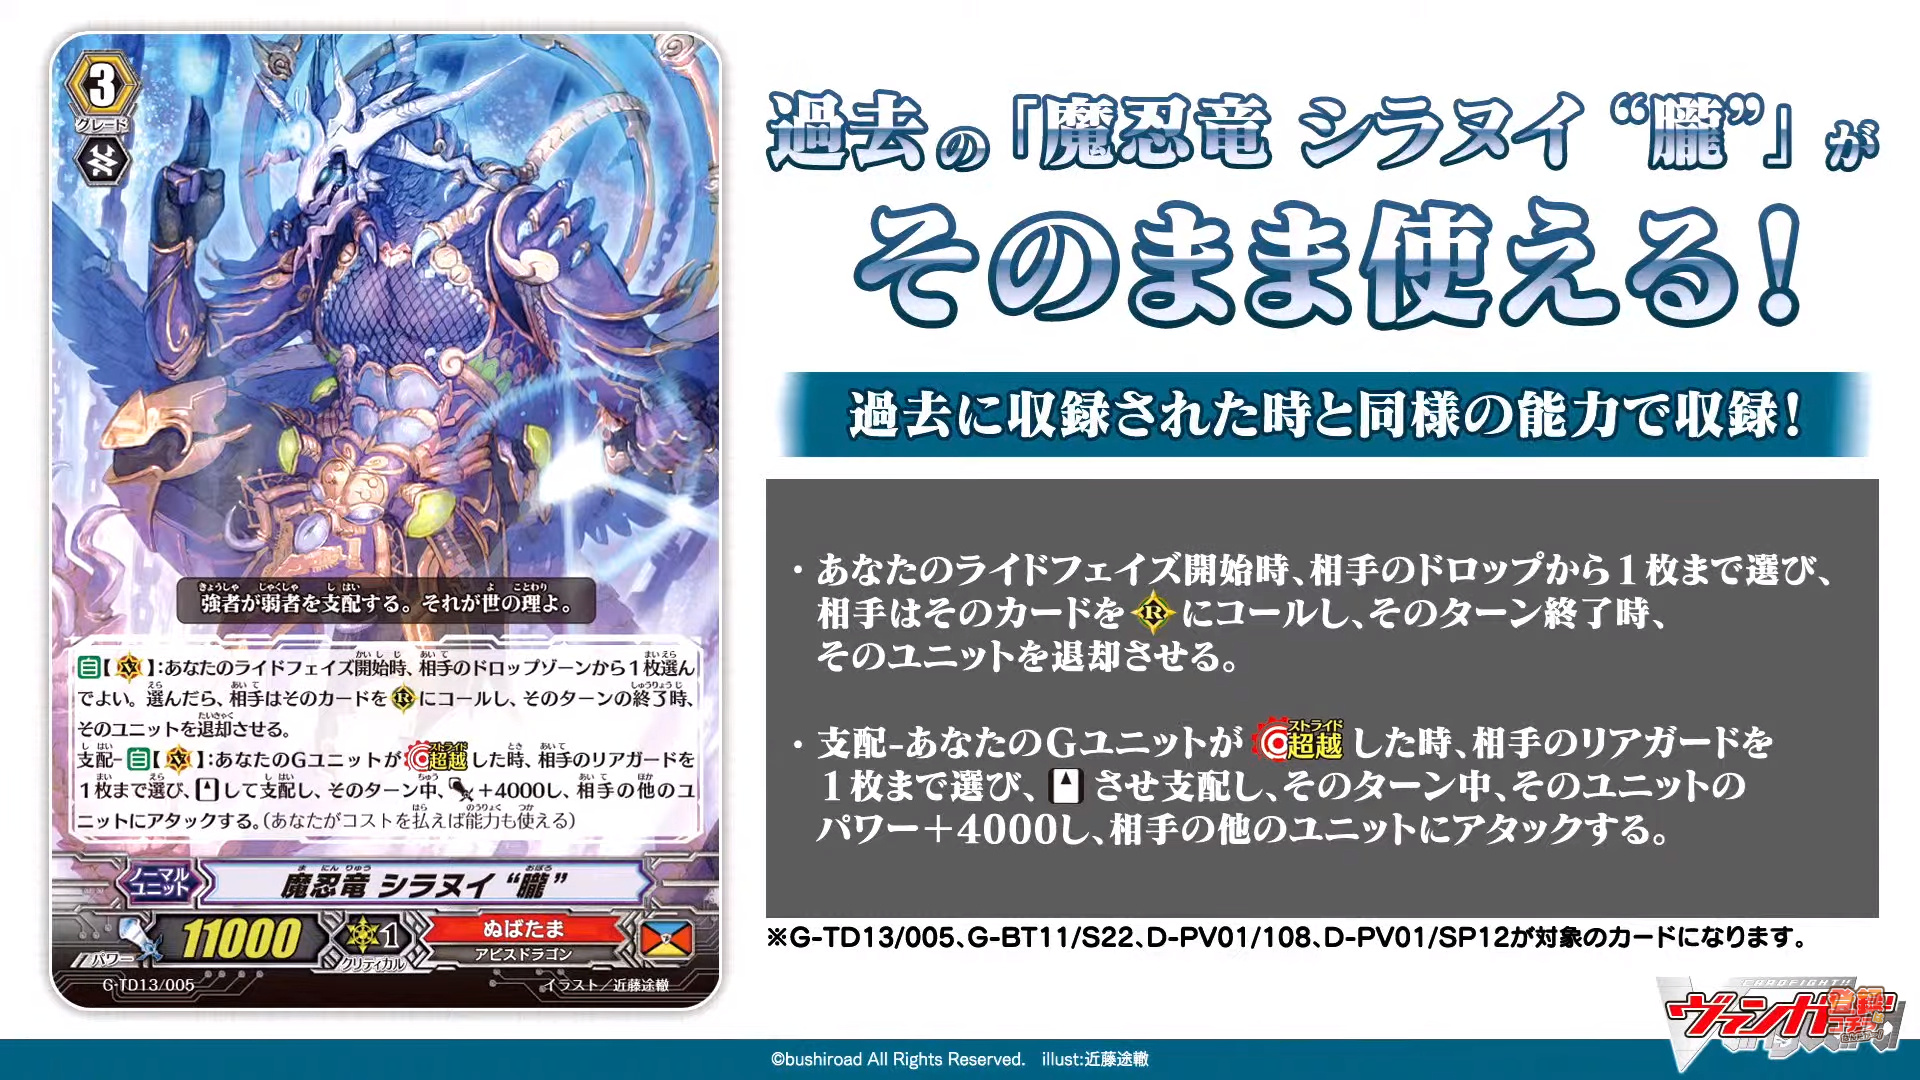 3
グレード
強者が弱者を支配する。それが世の理よ。
自【V】:あなたのライドフェイズ開始時、相手のドロップゾーンから1枚選ん
でよい。選んだら、相手はそのカードをRにコールし、そのターンの終了時、
そのユニットを退却させる。
支配-自【V】:あなたのGユニットが超越した時、相手のリアガードを
1枚まで選び、して支配し、そのターン中、+4000し、相手の他のユ
ニットにアタックする。(あなたがコストを払えば能力も使える)
ノーマル
ユニット
魔忍竜 シラヌイ “朧”
パワー 11000
1
クリティカル
ぬばたま
アビスドラゴン
G-TD13/005
イラスト/近藤途轍
過去の「魔忍竜 シラヌイ “朧”」が
そのまま使える!
過去に収録された時と同様の能力で収録!
・あなたのライドフェイズ開始時、相手のドロップから1枚まで選び、
相手はそのカードをRにコールし、そのターン終了時、
そのユニットを退却させる。
・支配-あなたのGユニットが超越した時、相手のリアガードを
1枚まで選び、させ支配し、そのターン中、そのユニットの
パワー+4000し、相手の他のユニットにアタックする。
※G-TD13/005、G-BT11/S22、D-PV01/108、D-PV01/SP12が対象のカードになります。
CARDFIGHT!!
ヴァンガード
©bushiroad All Rights Reserved. illust:近藤途轍